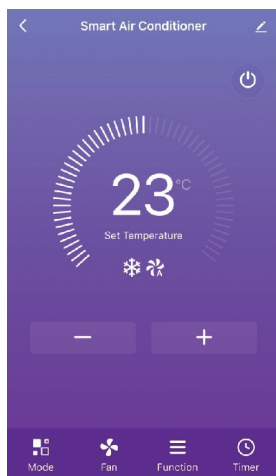 Smart Air Conditioner
23°C
Set Temperature
A
− +
Mode Fan Function Timer